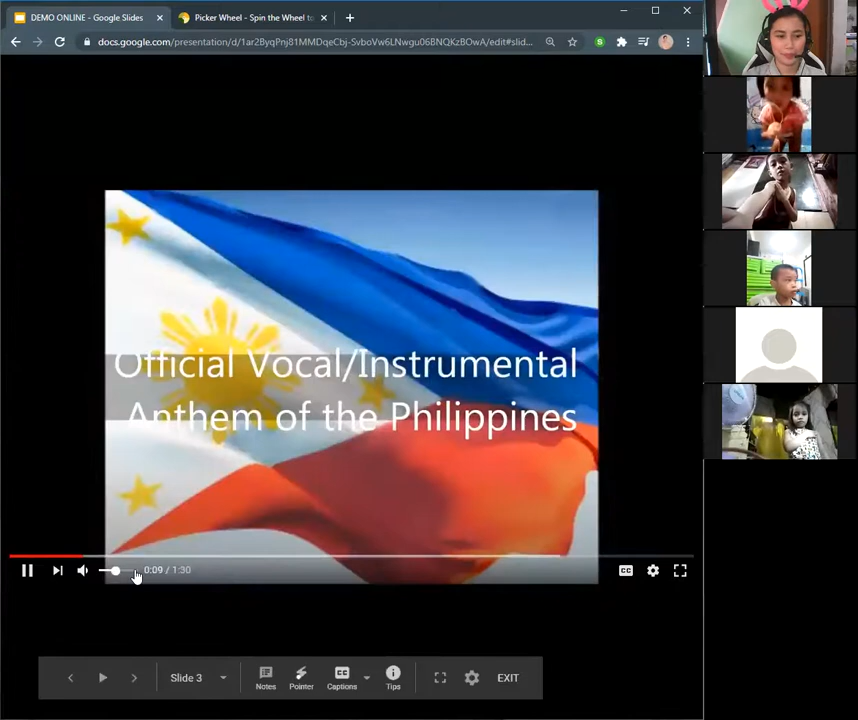 DEMO ONLINE - Google Slides
Picker Wheel - Spin the Wheel to
docs.google.com/presentation/d/1ar2ByqPnj81MMDqeCbj-SvboVw6LNwgu06BNQKzBOwA/edit#slid...
Official Vocal/Instrumental
Anthem of the Philippines
0:09 / 1:30
CC
Slide 3
Notes
Pointer
Captions
Tips
EXIT